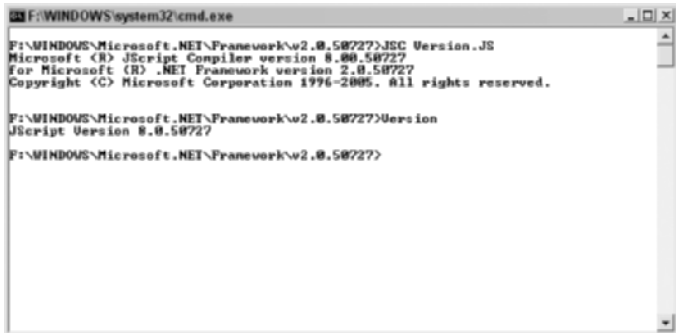 F:\WINDOWS\system32\cmd.exe
F:\WINDOWS\Microsoft.NET\Framework\v2.0.50727>JSC Version.JS
Microsoft (R) JScript Compiler version 8.00.50727
for Microsoft (R) .NET Framework version 2.0.50727
Copyright (C) Microsoft Corporation 1996-2005. All rights reserved.
F:\WINDOWS\Microsoft.NET\Framework\v2.0.50727>Version
JScript Version 8.0.50727
F:\WINDOWS\Microsoft.NET\Framework\v2.0.50727>